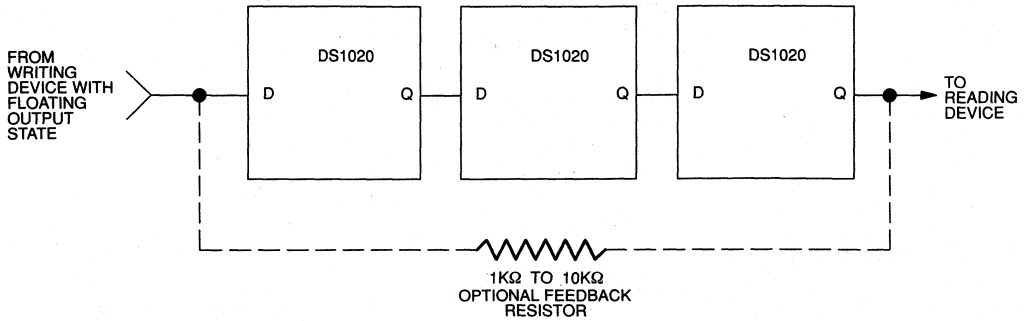 FROM
WRITING
DEVICE WITH
FLOATING
OUTPUT
STATE
DS1020
D
Q
DS1020
D
Q
DS1020
D
Q
TO
READING
DEVICE
1KΩ TO 10KΩ
OPTIONAL FEEDBACK
RESISTOR